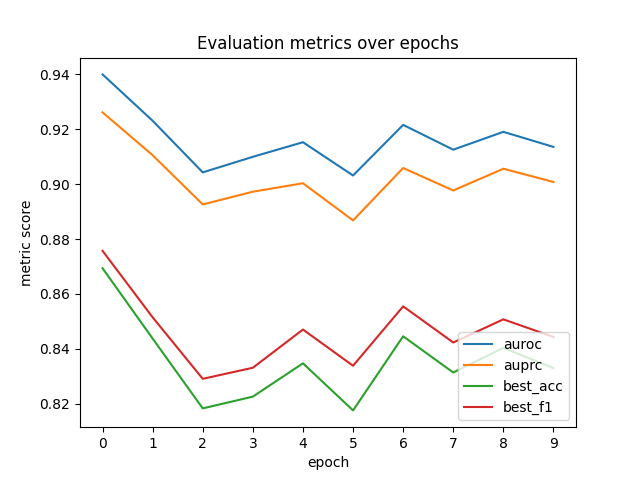 Evaluation metrics over epochs
metric score
0.94
0.92
0.90
0.88
0.86
0.84
0.82
auroc
auprc
best_acc
best_f1
0 1 2 3 4 5 6 7 8 9
epoch